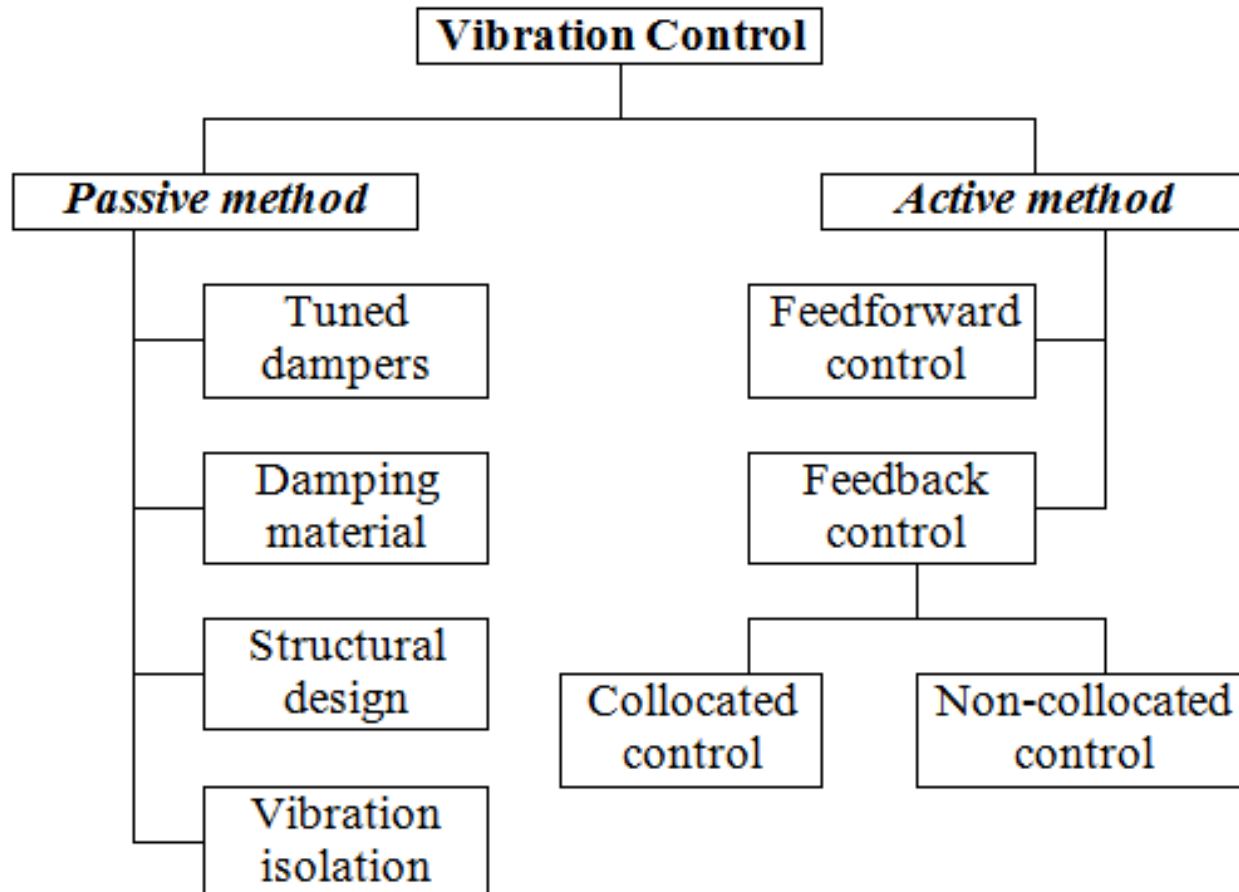 Vibration Control
Passive method
Active method
Tuned
dampers
Feedforward
control
Damping
material
Feedback
control
Structural
design
Collocated
control
Non-collocated
control
Vibration
isolation